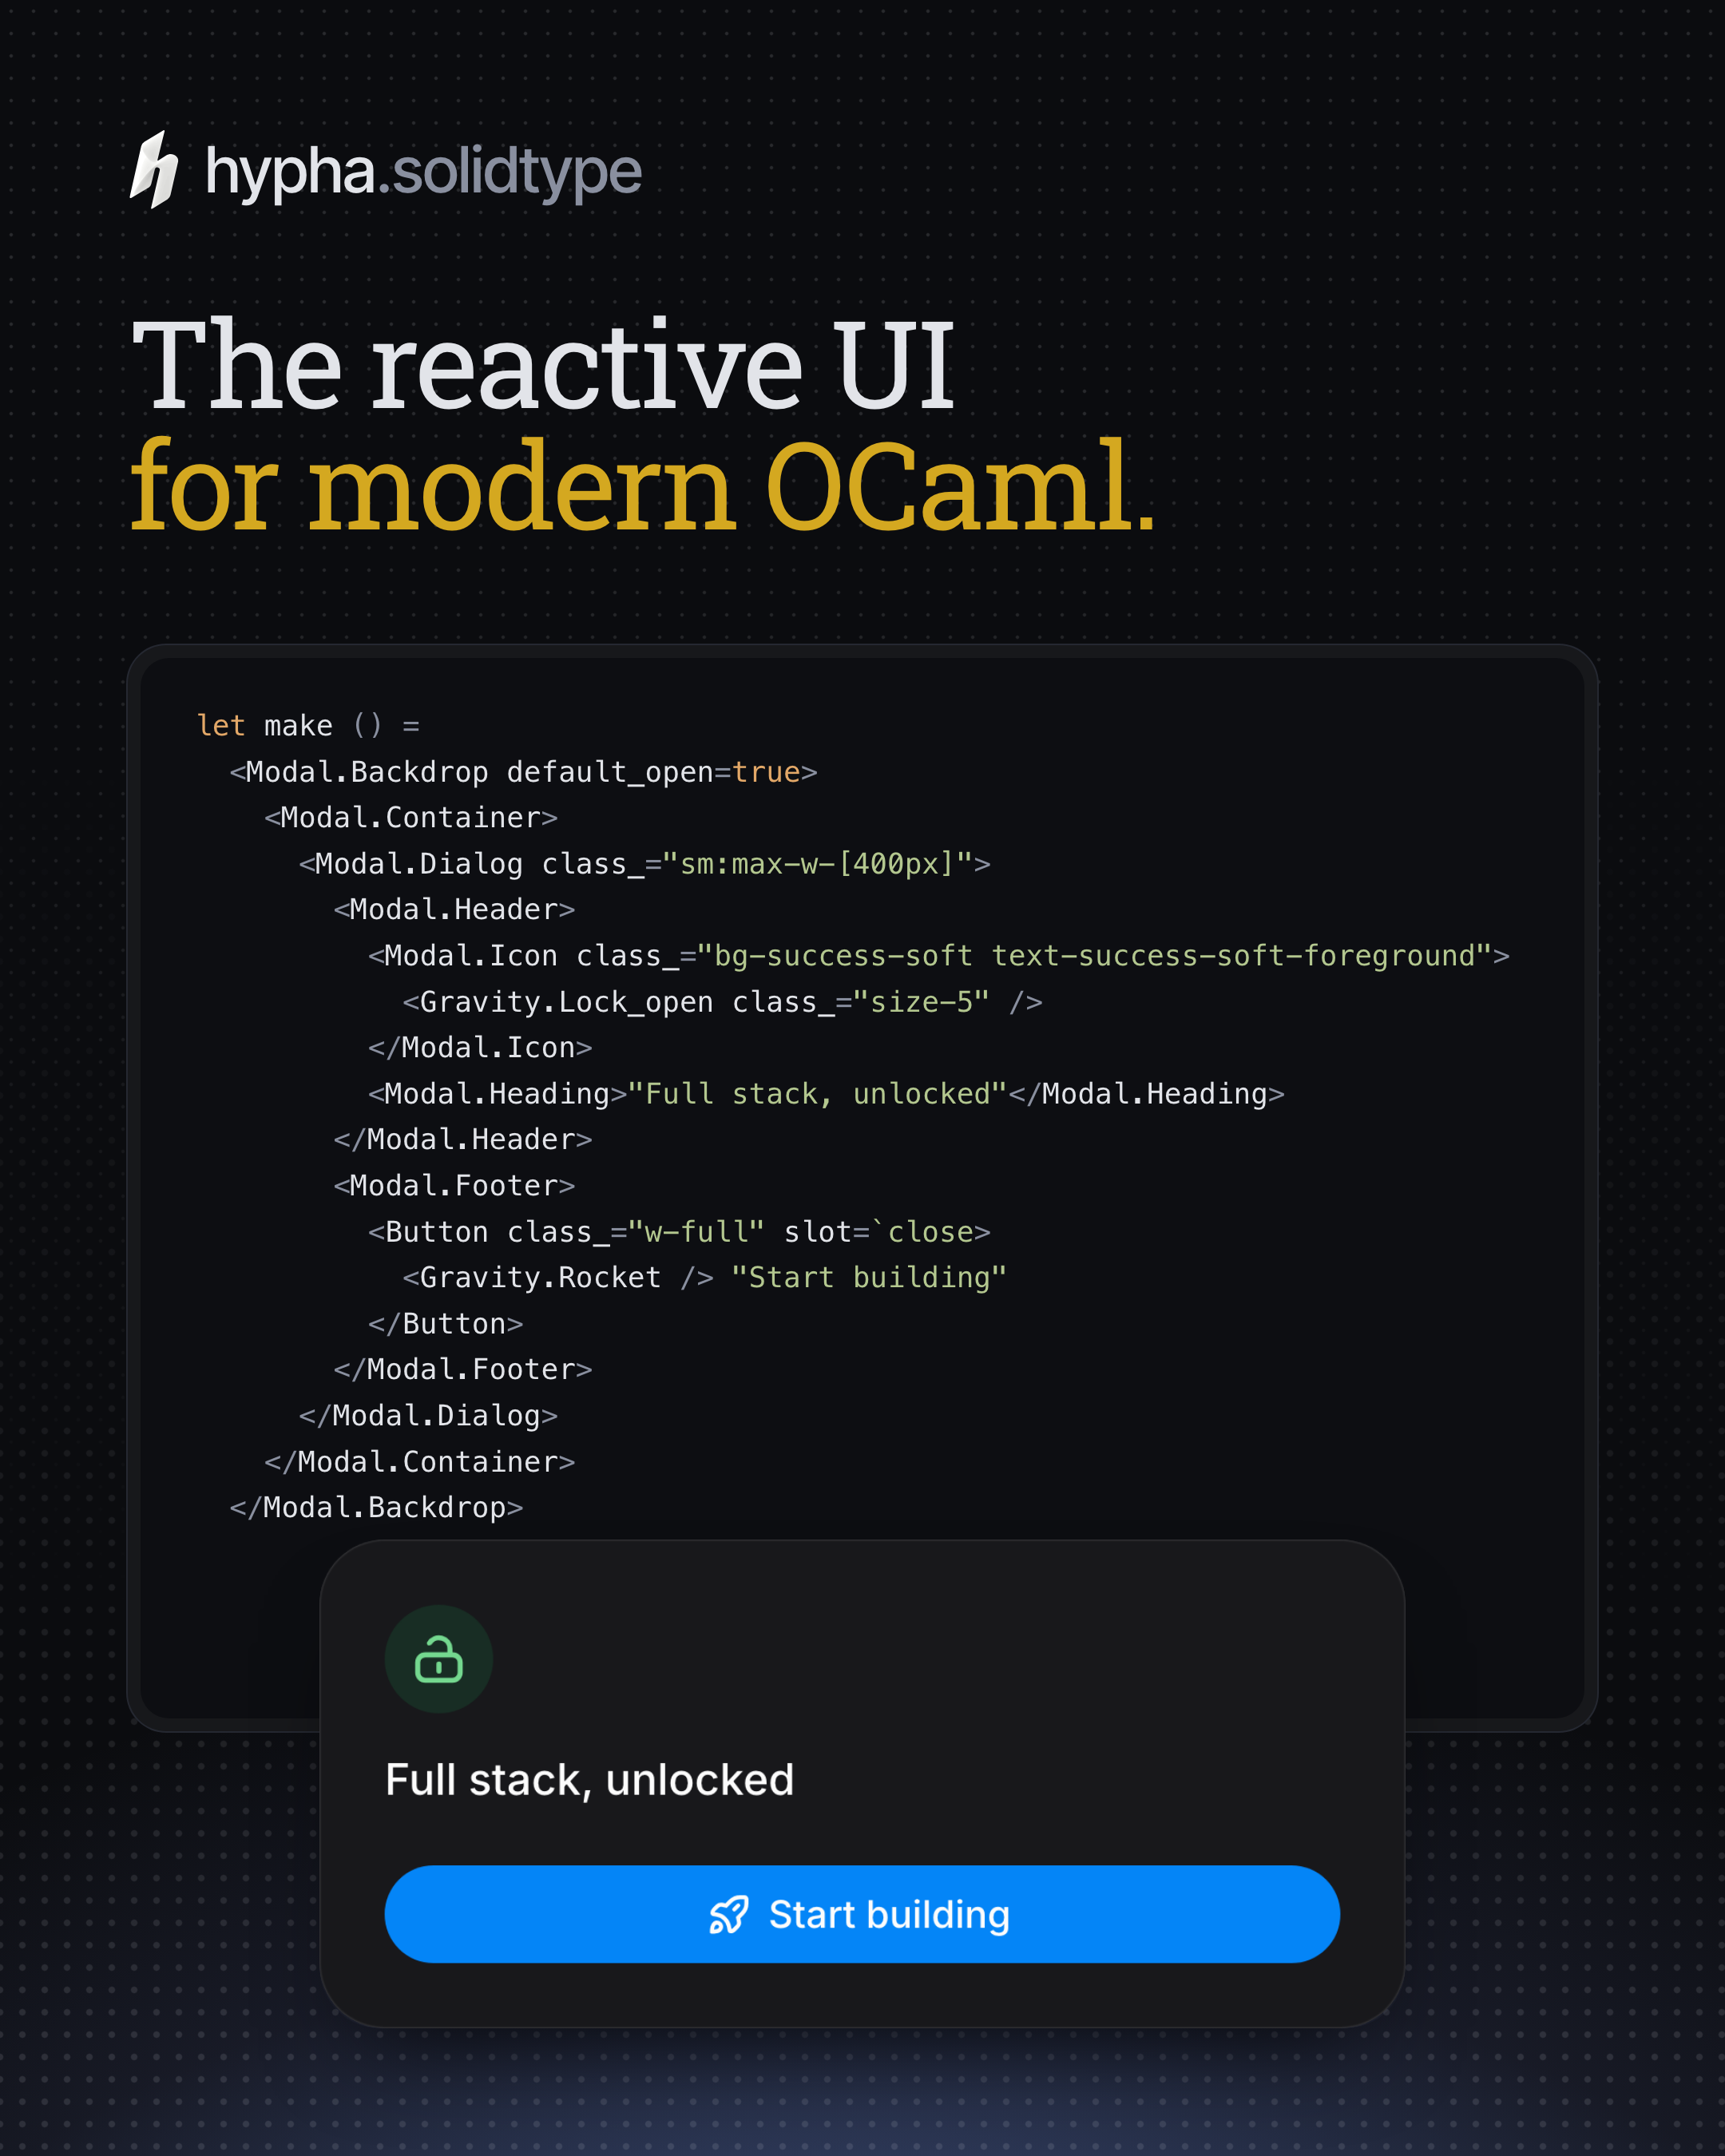 hypha.solidtype
The reactive UI
for modern OCaml.
let make () =
  <Modal.Backdrop default_open=true>
    <Modal.Container>
      <Modal.Dialog class_="sm:max-w-[400px]">
        <Modal.Header>
          <Modal.Icon class_="bg-success-soft text-success-soft-foreground">
            <Gravity.Lock_open class_="size-5" />
          </Modal.Icon>
          <Modal.Heading>"Full stack, unlocked"</Modal.Heading>
        </Modal.Header>
        <Modal.Footer>
          <Button class_="w-full" slot=`close>
            <Gravity.Rocket /> "Start building"
          </Button>
        </Modal.Footer>
      </Modal.Dialog>
    </Modal.Container>
  </Modal.Backdrop>
Full stack, unlocked
Start building